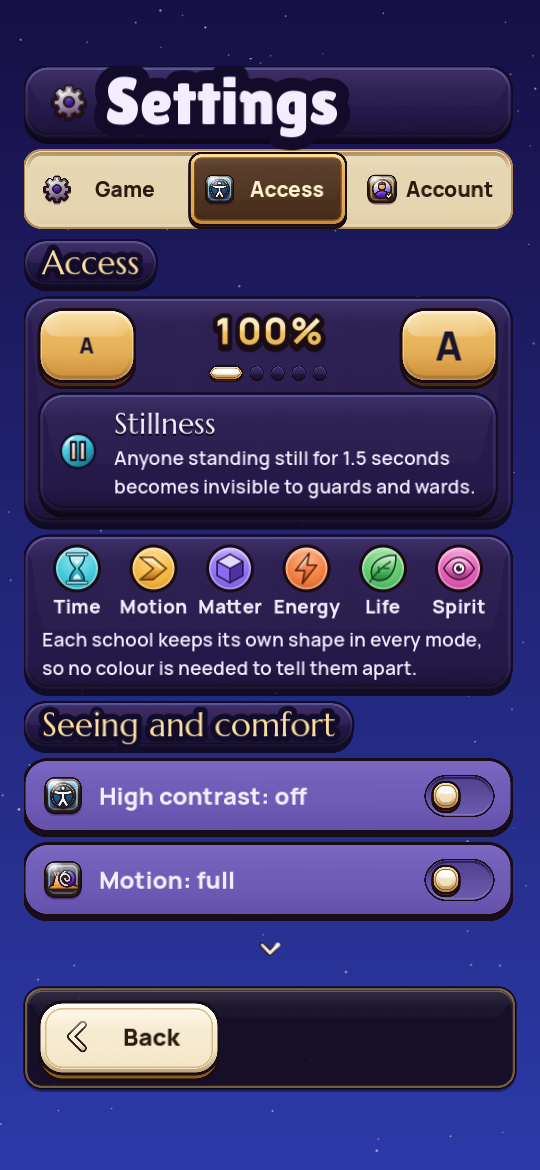 Settings
Game
Access
Account
Access
A
100%
A
Stillness
Anyone standing still for 1.5 seconds
becomes invisible to guards and wards.
Time
Motion
Matter
Energy
Life
Spirit
Each school keeps its own shape in every mode,
so no colour is needed to tell them apart.
Seeing and comfort
High contrast: off
Motion: full
Back